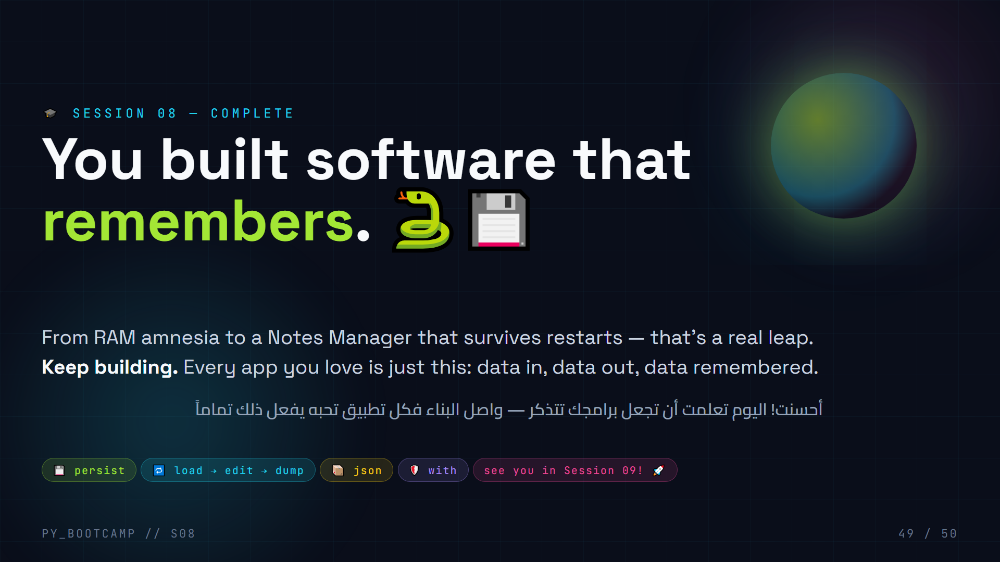 🎓 SESSION 08 — COMPLETE
You built software that
remembers. 🐍💾
From RAM amnesia to a Notes Manager that survives restarts — that's a real leap.
Keep building. Every app you love is just this: data in, data out, data remembered.
أحسنت! اليوم تعلمت أن تجعل برامجك تتذكر — واصل البناء فكل تطبيق تحبه يفعل ذلك تماماً
💾 persist
🔁 load → edit → dump
📦 json
🛡 with
see you in Session 09! 🚀
PY_BOOTCAMP // S08
49 / 50